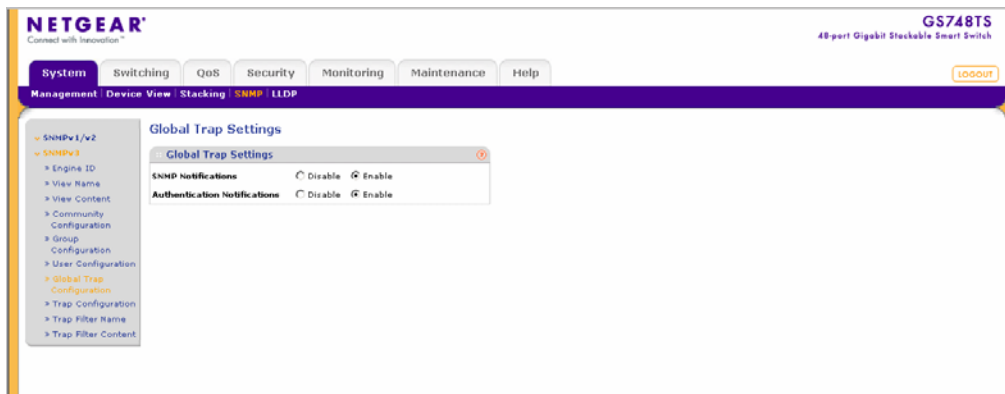 NETGEAR®
Connect with Innovation™
GS748TS
48-port Gigabit Stackable Smart Switch
System Switching QoS Security Monitoring Maintenance Help
LOGOUT
Management Device View Stacking SNMP LLDP
SNMPv1/v2
SNMPv3
» Engine ID
» View Name
» View Content
» Community
Configuration
» Group
Configuration
» User Configuration
» Global Trap
Configuration
» Trap Configuration
» Trap Filter Name
» Trap Filter Content
Global Trap Settings
Global Trap Settings
SNMP Notifications Disable Enable
Authentication Notifications Disable Enable